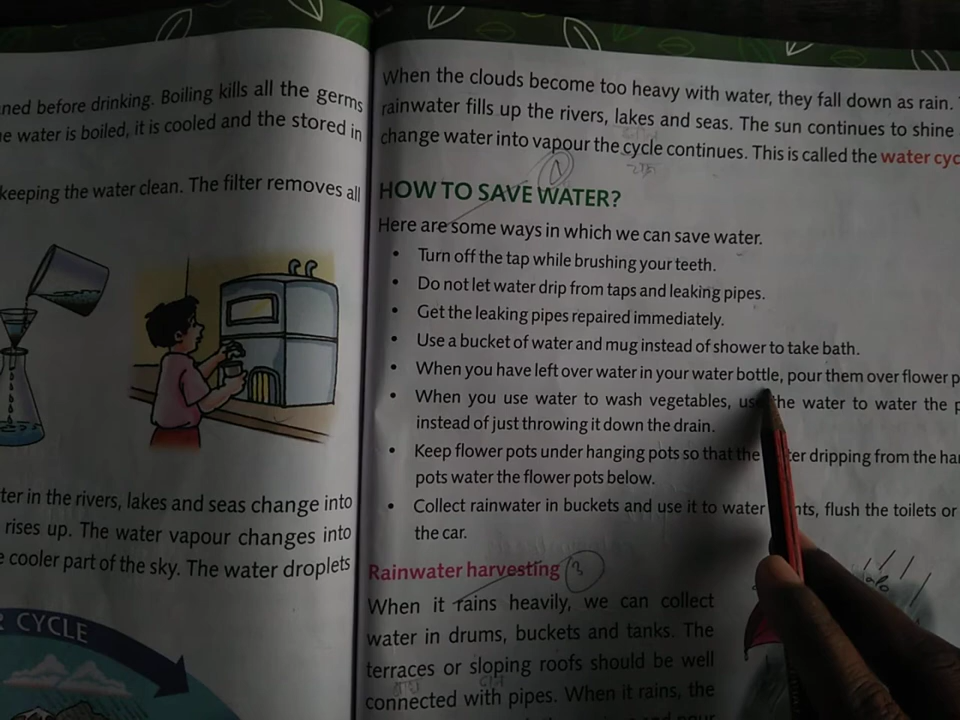 ned before drinking. Boiling kills all the germs
e water is boiled, it is cooled and the stored in
keeping the water clean. The filter removes all
ter in the rivers, lakes and seas change into
rises up. The water vapour changes into
cooler part of the sky. The water droplets
CYCLE
When the clouds become too heavy with water, they fall down as rain.
rainwater fills up the rivers, lakes and seas. The sun continues to shine
change water into vapour the cycle continues. This is called the water cyc
1
HOW TO SAVE WATER?
Here are some ways in which we can save water.
• Turn off the tap while brushing your teeth.
• Do not let water drip from taps and leaking pipes.
• Get the leaking pipes repaired immediately.
• Use a bucket of water and mug instead of shower to take bath.
• When you have left over water in your water bottle, pour them over flower p
• When you use water to wash vegetables, use the water to water the p
instead of just throwing it down the drain.
• Keep flower pots under hanging pots so that the ter dripping from the ha
pots water the flower pots below.
• Collect rainwater in buckets and use it to water nts, flush the toilets or
the car.
Rainwater harvesting 3
When it rains heavily, we can collect
water in drums, buckets and tanks. The
terraces or sloping roofs should be well
connected with pipes. When it rains, the